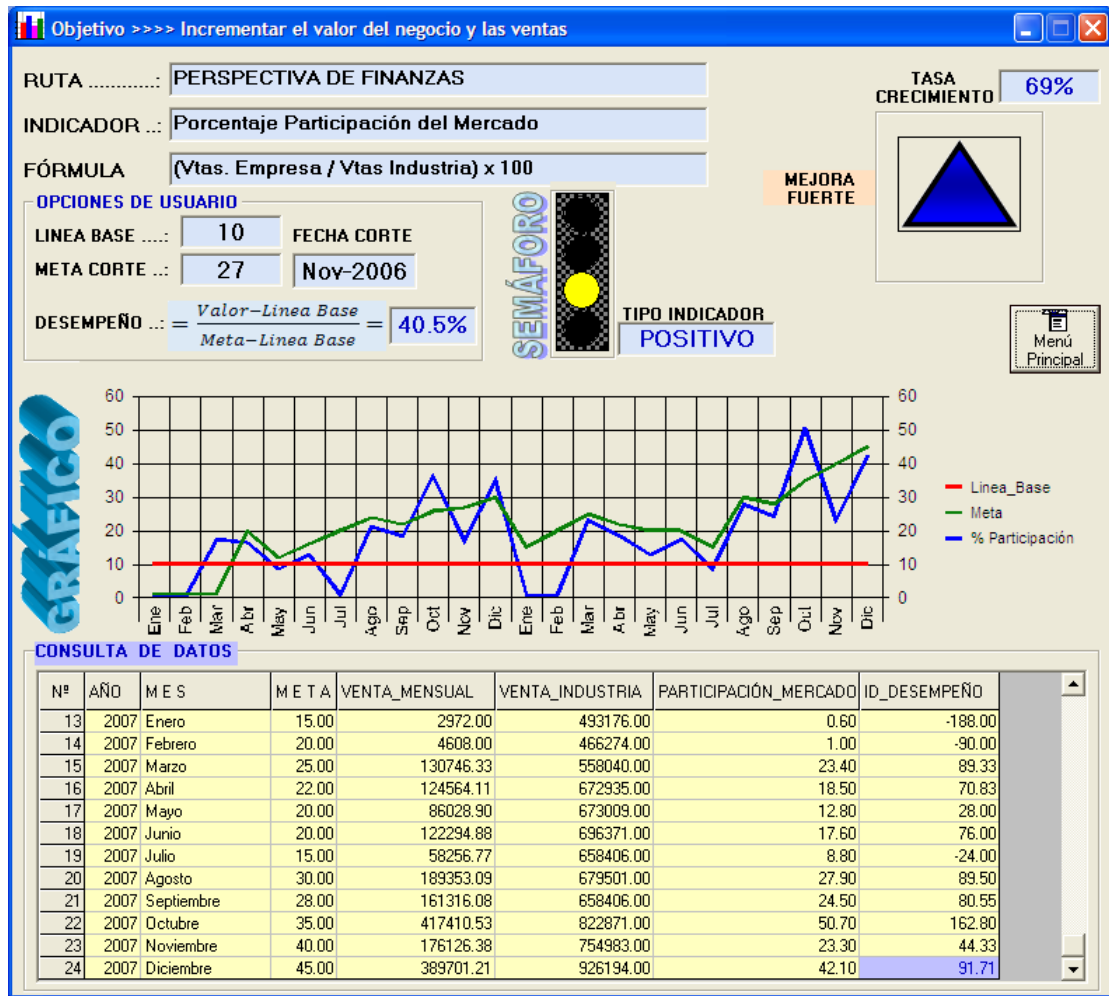 Objetivo >>>> Incrementar el valor del negocio y las ventas
RUTA ............: PERSPECTIVA DE FINANZAS
TASA CRECIMIENTO 69%
INDICADOR ..: Porcentaje Participación del Mercado
FÓRMULA (Vtas. Empresa / Vtas Industria) x 100
MEJORA FUERTE
OPCIONES DE USUARIO
LINEA BASE ....: 10 FECHA CORTE
META CORTE ..: 27 Nov-2006
DESEMPEÑO ..: = Valor-Linea Base / Meta-Linea Base = 40.5%
SEMÁFORO
TIPO INDICADOR
POSITIVO
Menú Principal
GRÁFICO
60 60
50 50
40 40
30 30
20 20
10 10
0 0
Linea_Base
Meta
% Participación
Ene Feb Mar Abr May Jun Jul Ago Sep Oct Nov Dic Ene Feb Mar Abr May Jun Jul Ago Sep Oct Nov Dic
CONSULTA DE DATOS
Nº AÑO M E S M E T A VENTA_MENSUAL VENTA_INDUSTRIA PARTICIPACIÓN_MERCADO ID_DESEMPEÑO
13 2007 Enero 15.00 2972.00 493176.00 0.60 -188.00
14 2007 Febrero 20.00 4608.00 466274.00 1.00 -90.00
15 2007 Marzo 25.00 130746.33 558040.00 23.40 89.33
16 2007 Abril 22.00 124564.11 672935.00 18.50 70.83
17 2007 Mayo 20.00 86028.90 673009.00 12.80 28.00
18 2007 Junio 20.00 122294.88 696371.00 17.60 76.00
19 2007 Julio 15.00 58256.77 658406.00 8.80 -24.00
20 2007 Agosto 30.00 189353.09 679501.00 27.90 89.50
21 2007 Septiembre 28.00 161316.08 658406.00 24.50 80.55
22 2007 Octubre 35.00 417410.53 822871.00 50.70 162.80
23 2007 Noviembre 40.00 176126.38 754983.00 23.30 44.33
24 2007 Diciembre 45.00 389701.21 926194.00 42.10 91.71